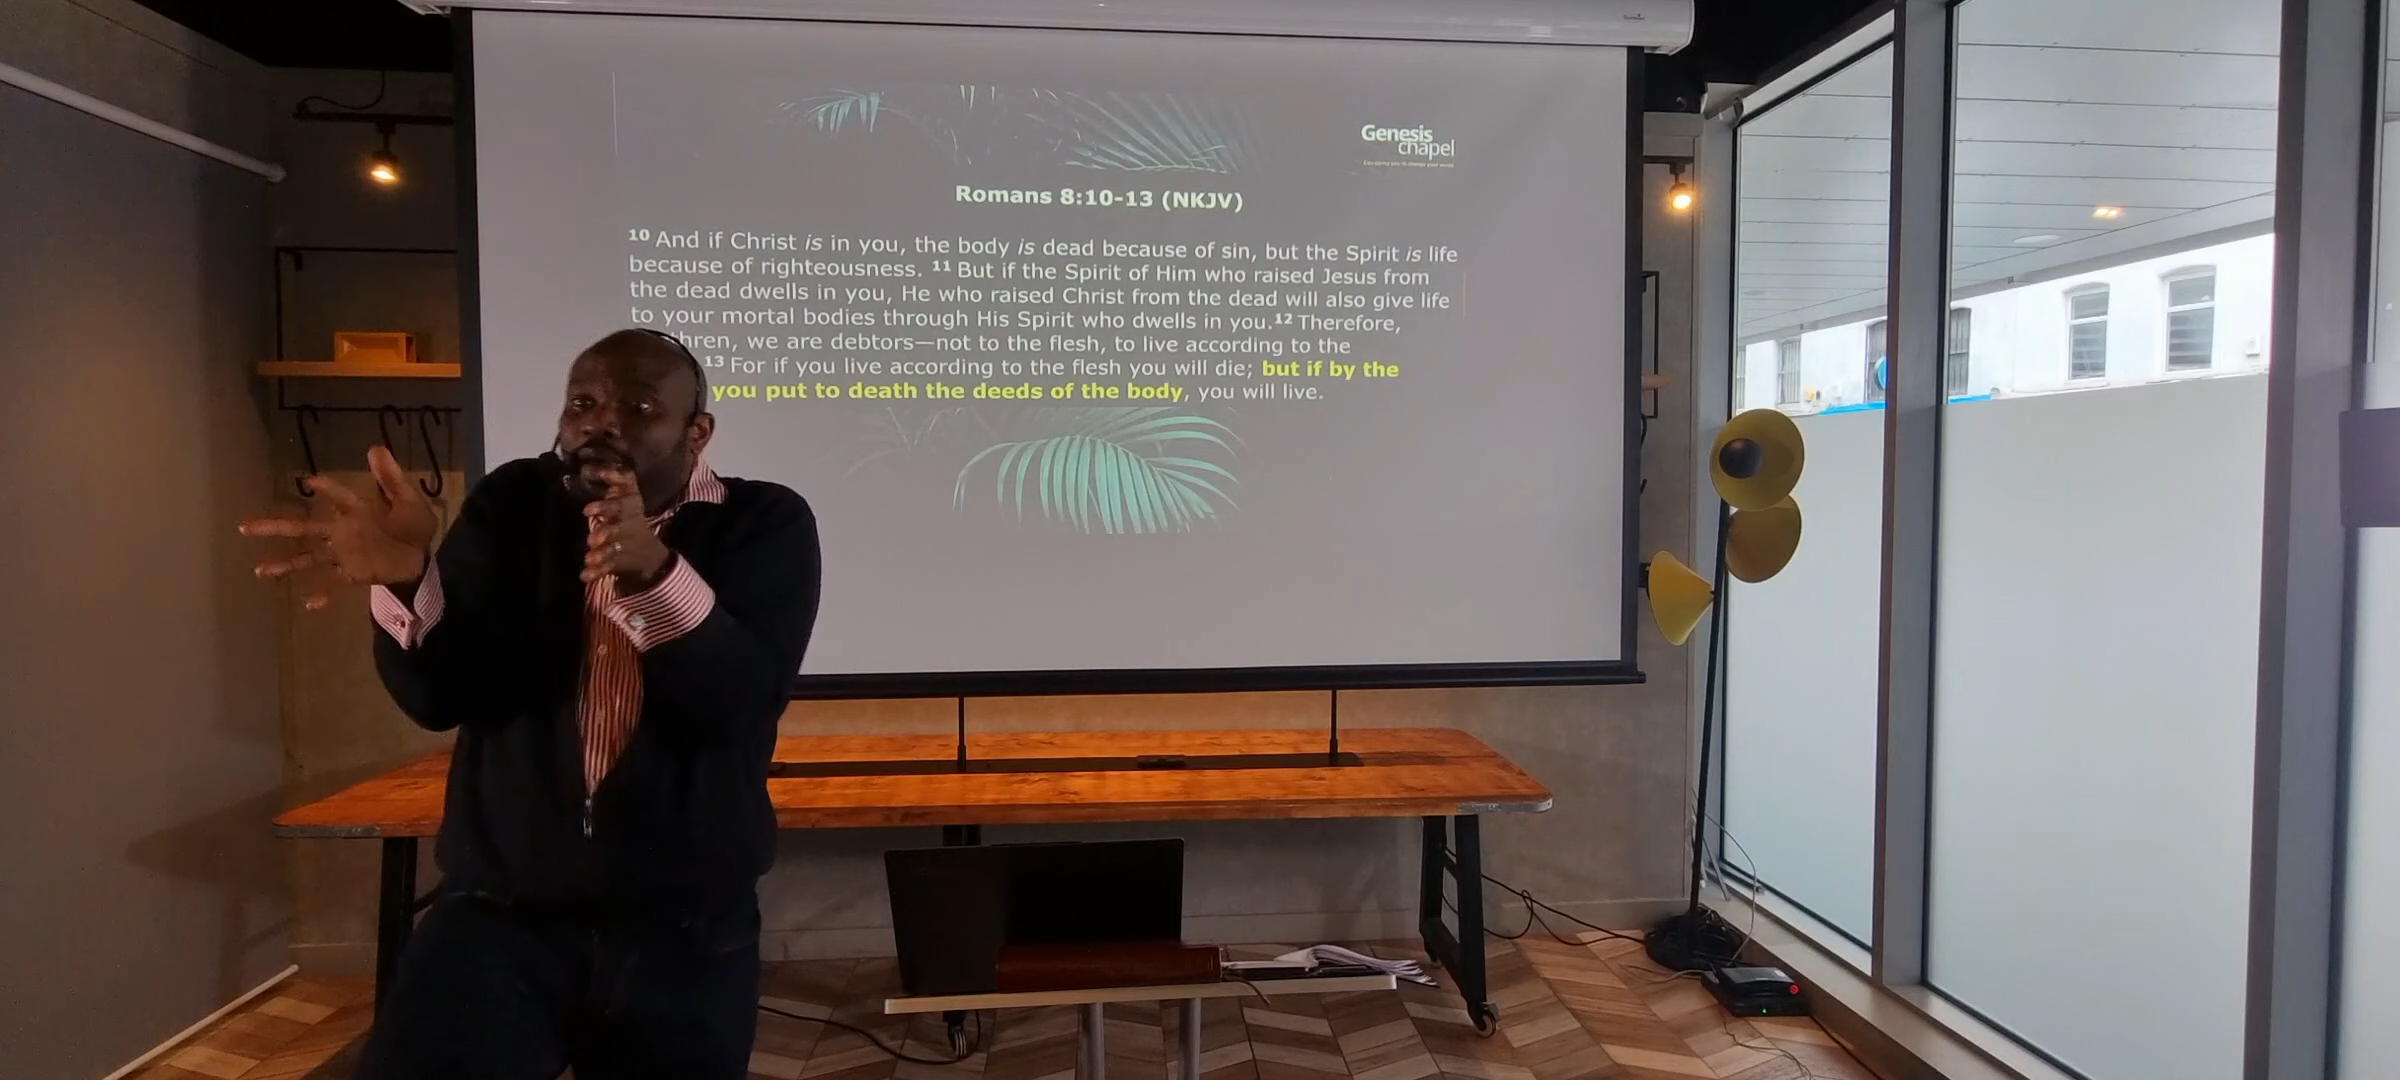 Genesis
chapel
Romans 8:10-13 (NKJV)
10 And if Christ is in you, the body is dead because of sin, but the Spirit is life
because of righteousness. 11 But if the Spirit of Him who raised Jesus from
the dead dwells in you, He who raised Christ from the dead will also give life
to your mortal bodies through His Spirit who dwells in you.12 Therefore,
thren, we are debtors—not to the flesh, to live according to the
13 For if you live according to the flesh you will die; but if by the
you put to death the deeds of the body, you will live.